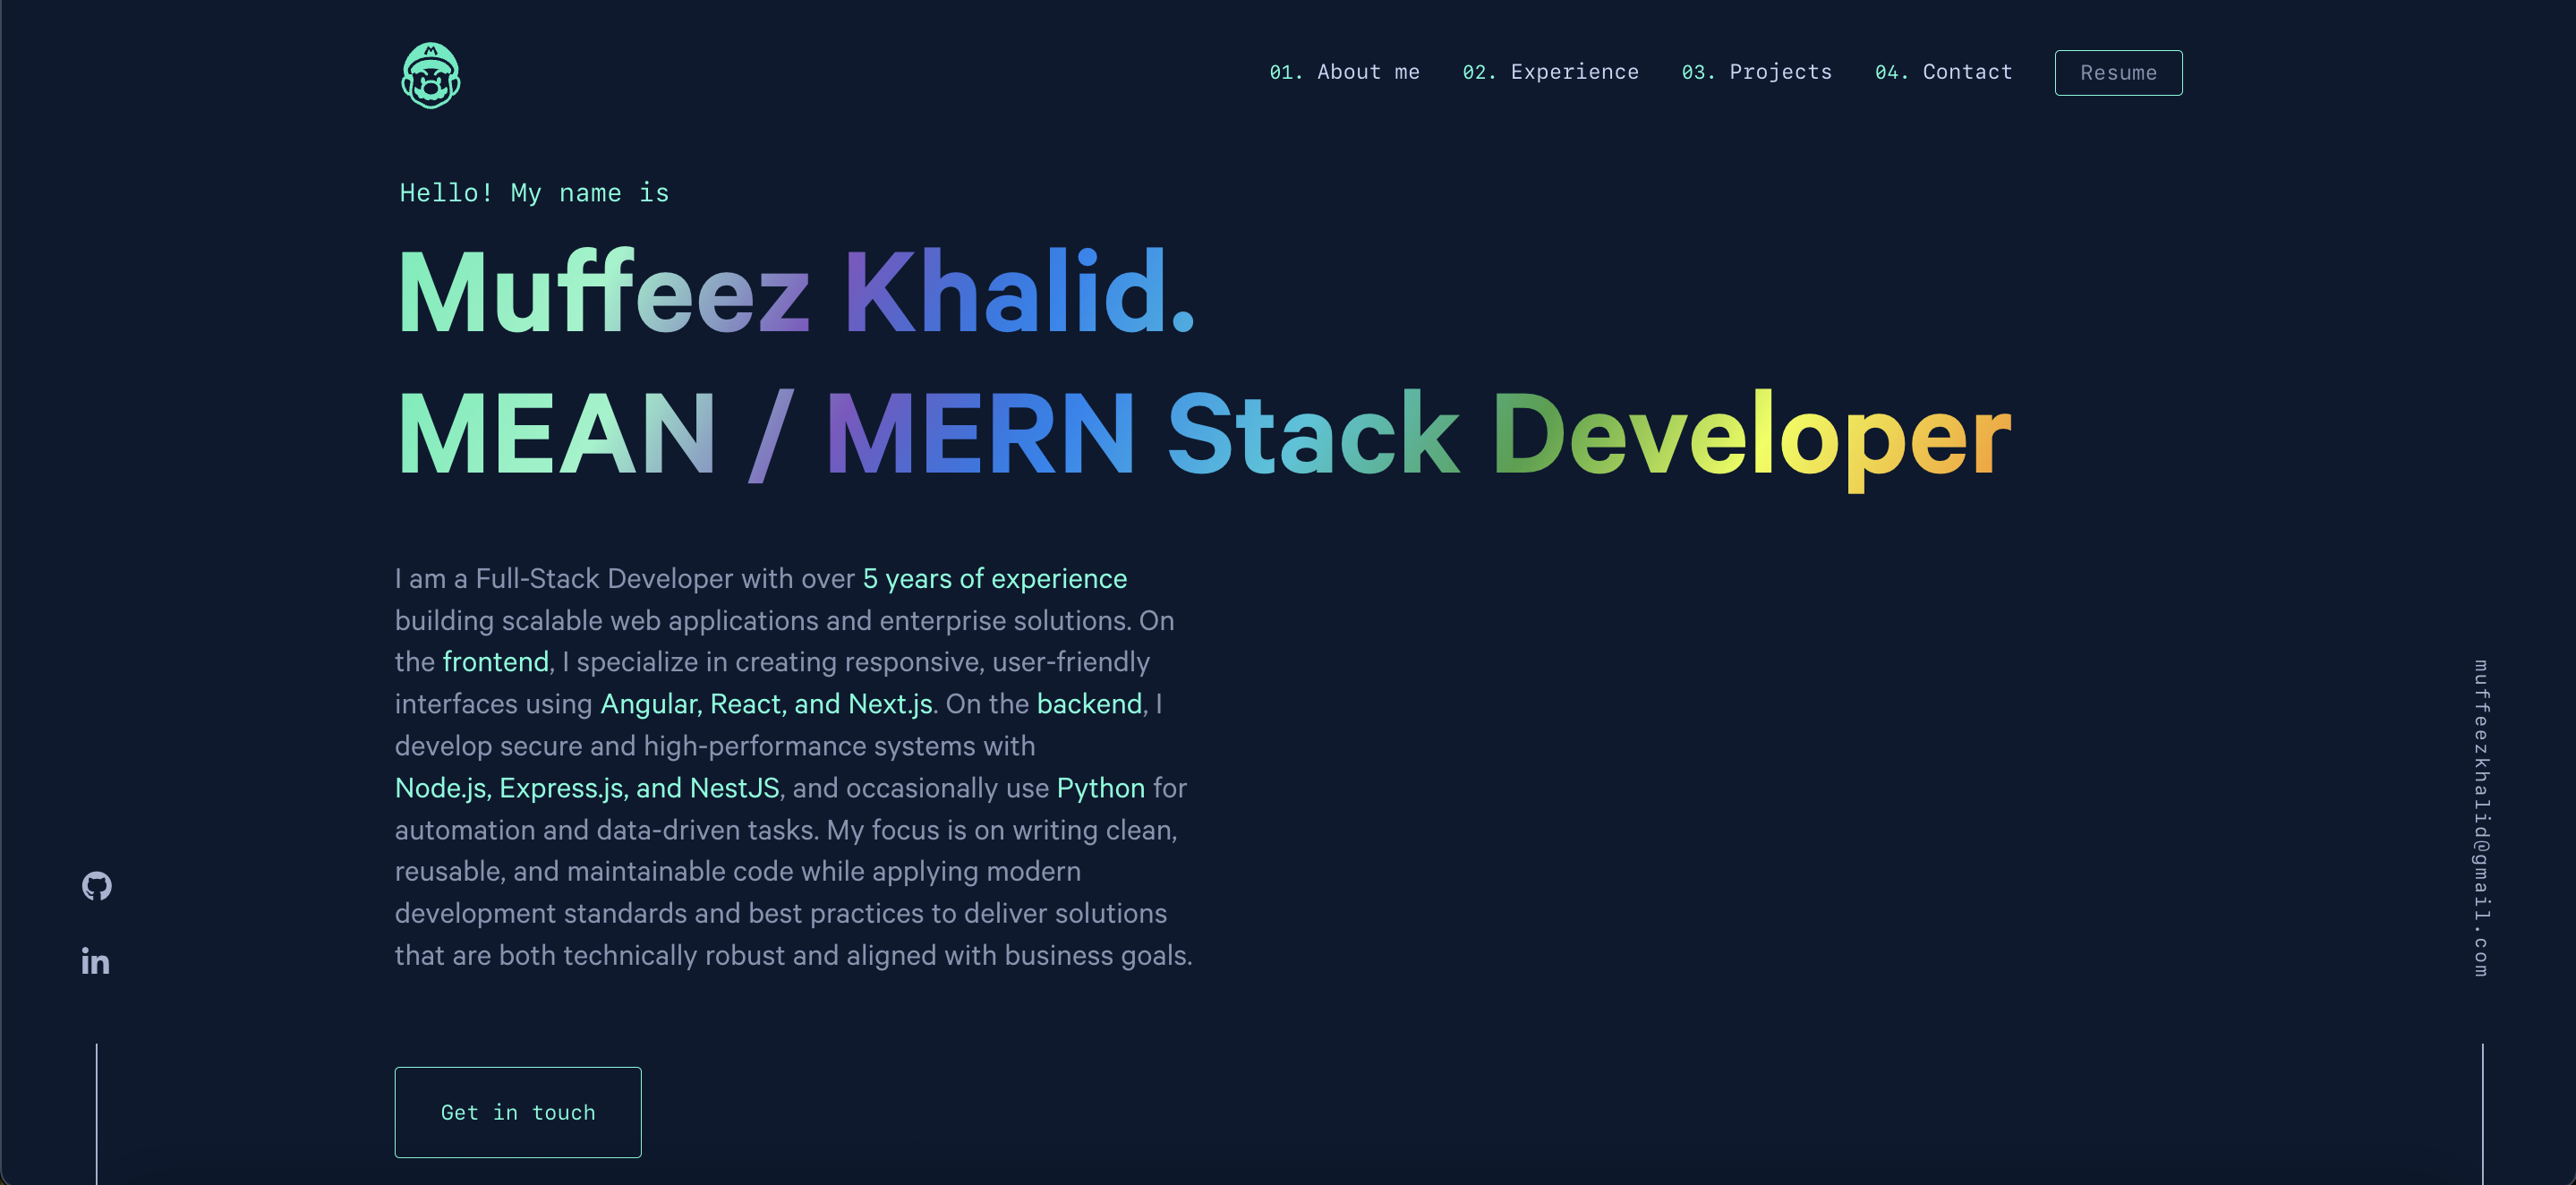 01. About me 02. Experience 03. Projects 04. Contact Resume
Hello! My name is
Muffeez Khalid.
MEAN / MERN Stack Developer
I am a Full-Stack Developer with over 5 years of experience
building scalable web applications and enterprise solutions. On
the frontend, I specialize in creating responsive, user-friendly
interfaces using Angular, React, and Next.js. On the backend, I
develop secure and high-performance systems with
Node.js, Express.js, and NestJS, and occasionally use Python for
automation and data-driven tasks. My focus is on writing clean,
reusable, and maintainable code while applying modern
development standards and best practices to deliver solutions
that are both technically robust and aligned with business goals.
Get in touch
muffeezkhalid@gmail.com